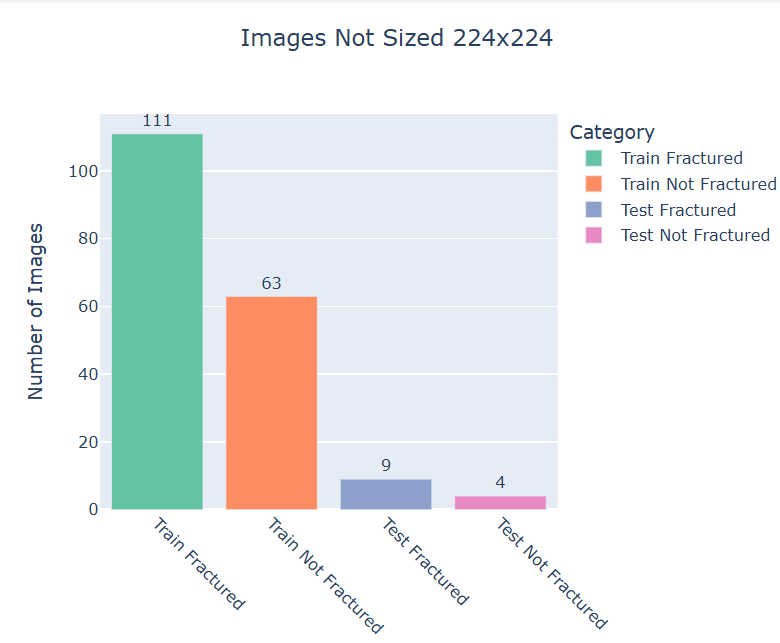 Images Not Sized 224x224
111
63
9
4
100
80
60
40
20
0
Number of Images
Train Fractured
Train Not Fractured
Test Fractured
Test Not Fractured
Category
Train Fractured
Train Not Fractured
Test Fractured
Test Not Fractured